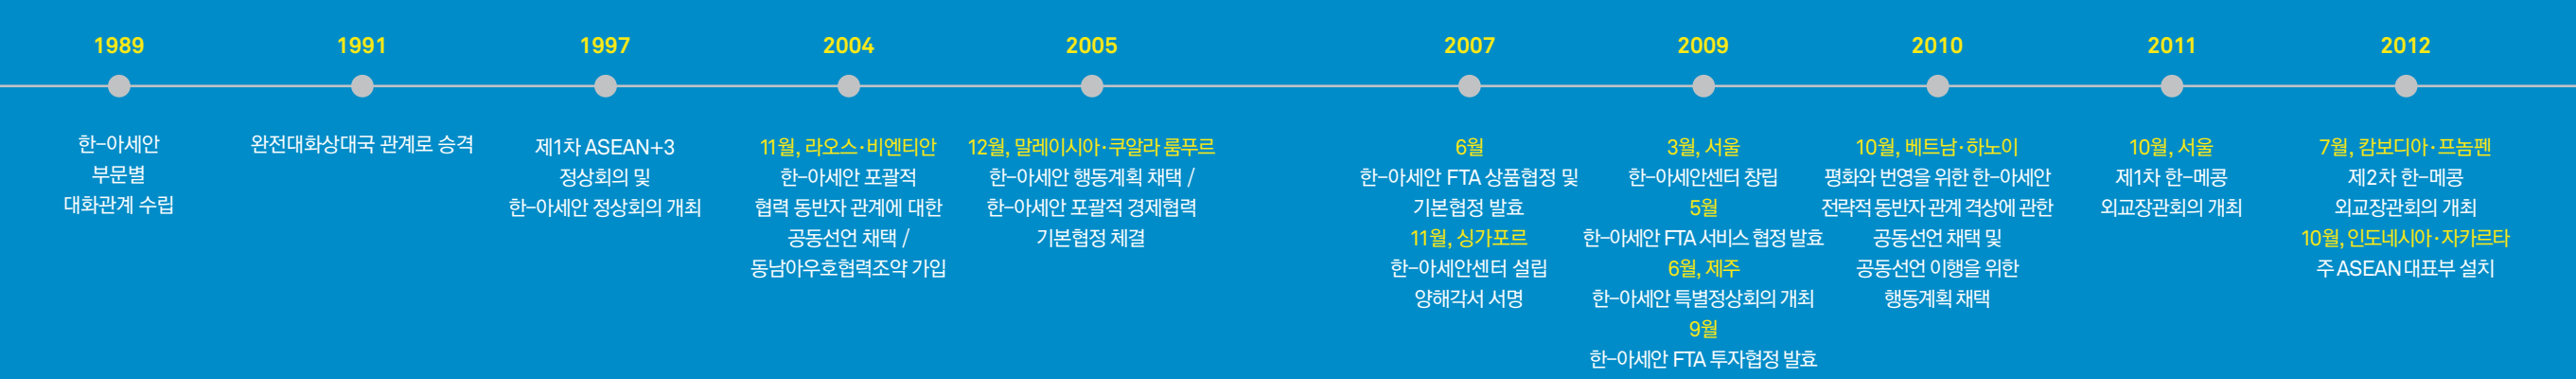 1989
한-아세안
부문별
대화관계 수립
1991
완전대화상대국 관계로 승격
1997
제1차 ASEAN+3
정상회의 및
한-아세안 정상회의 개최
2004
11월, 라오스·비엔티안
한-아세안 포괄적
협력 동반자 관계에 대한
공동선언 채택 /
동남아우호협력조약 가입
2005
12월, 말레이시아·쿠알라 룸푸르
한-아세안 행동계획 채택 /
한-아세안 포괄적 경제협력
기본협정 체결
2007
6월
한-아세안 FTA 상품협정 및
기본협정 발효
11월, 싱가포르
한-아세안센터 설립
양해각서 서명
2009
3월, 서울
한-아세안센터 창립
5월
한-아세안 FTA 서비스 협정 발효
6월, 제주
한-아세안 특별정상회의 개최
9월
한-아세안 FTA 투자협정 발효
2010
10월, 베트남·하노이
평화와 번영을 위한 한-아세안
전략적 동반자 관계 격상에 관한
공동선언 채택 및
공동선언 이행을 위한
행동계획 채택
2011
10월, 서울
제1차 한-메콩
외교장관회의 개최
2012
7월, 캄보디아·프놈펜
제2차 한-메콩
외교장관회의 개최
10월, 인도네시아·자카르타
주 ASEAN 대표부 설치